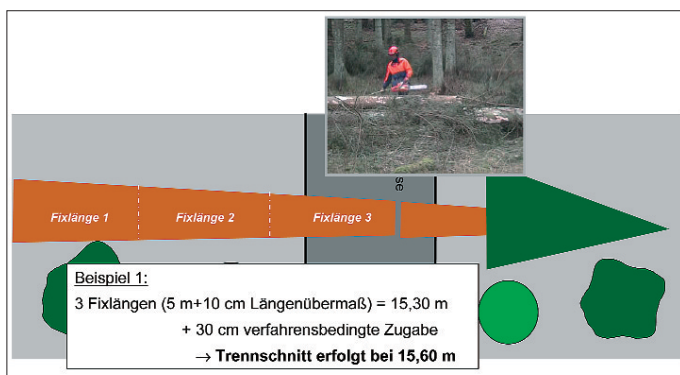 se
Fixlänge 1
Fixlänge 2
Fixlänge 3
Beispiel 1:
3 Fixlängen (5 m+10 cm Längenübermaß) = 15,30 m
+ 30 cm verfahrensbedingte Zugabe
→ Trennschnitt erfolgt bei 15,60 m